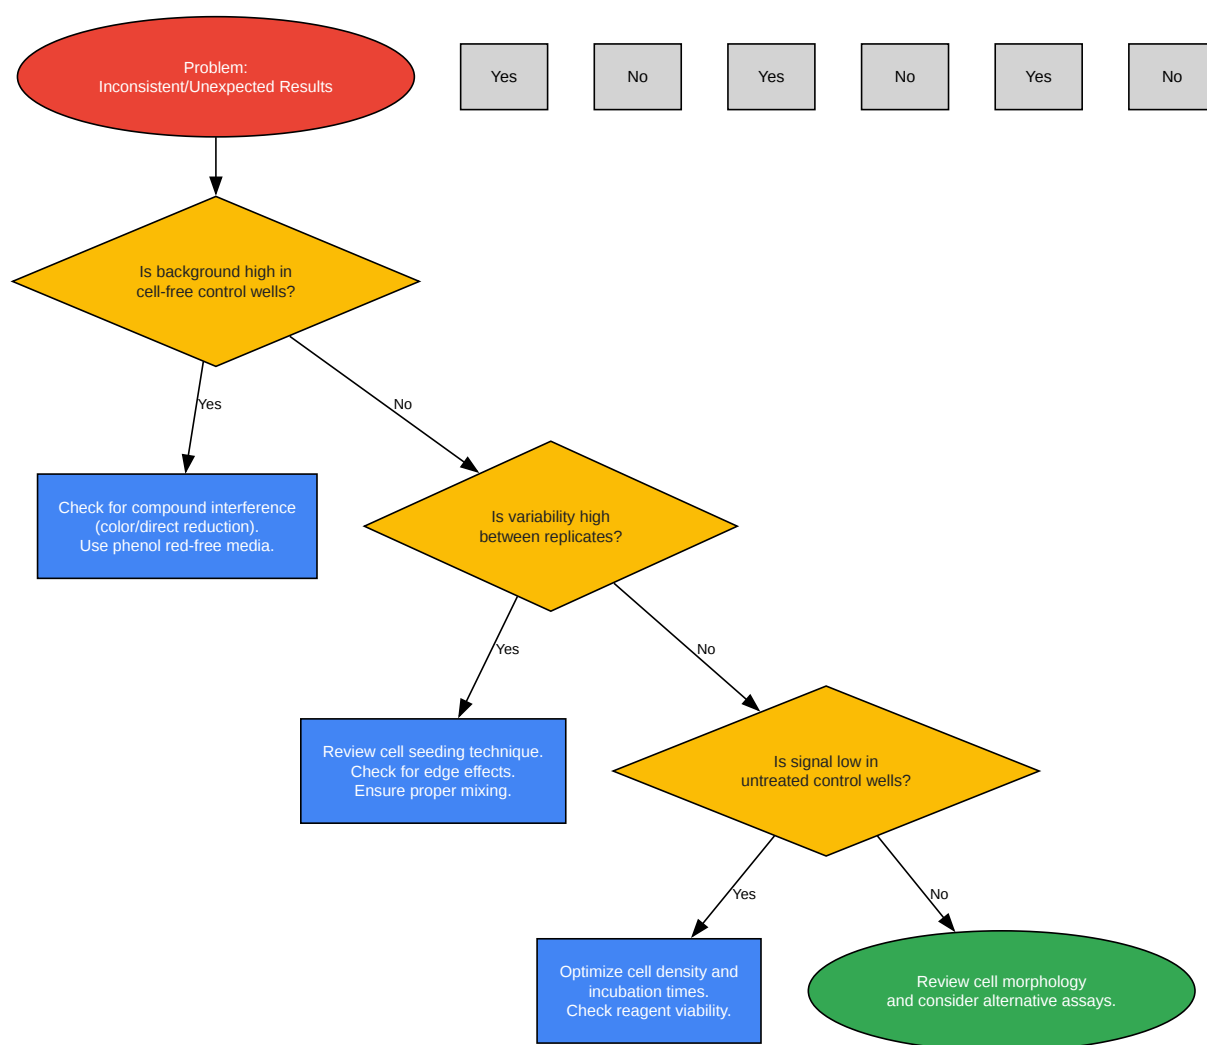 Problem:
Inconsistent/Unexpected Results
Yes
No
Yes
No
Yes
No
Is background high in
cell-free control wells?
Yes
No
Check for compound interference
(color/direct reduction).
Use phenol red-free media.
Is variability high
between replicates?
Yes
No
Review cell seeding technique.
Check for edge effects.
Ensure proper mixing.
Is signal low in
untreated control wells?
Yes
No
Optimize cell density and
incubation times.
Check reagent viability.
Review cell morphology
and consider alternative assays.